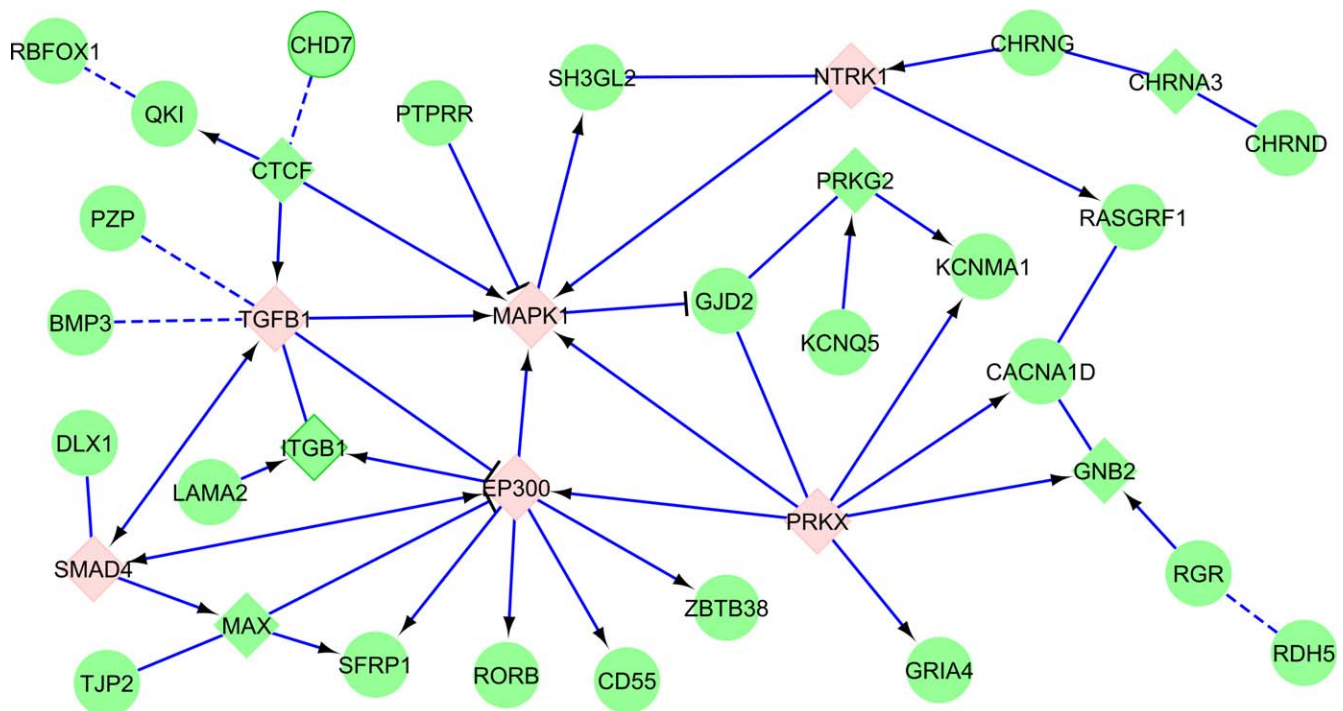 CHD7
CHRNG
RBFOX1
SH3GL2
NTRK1
CHRNA3
QKI
PTPRR
CHRND
CTCF
PRKG2
PZP
RASGRF1
KCNMA1
GJD2
BMP3
TGFB1
MAPK1
KCNQ5
CACNA1D
DLX1
ITGB1
GNB2
LAMA2
EP300
PRKX
SMAD4
RGR
ZBTB38
MAX
SFRP1
RDH5
GRIA4
TJP2
RORB
CD55